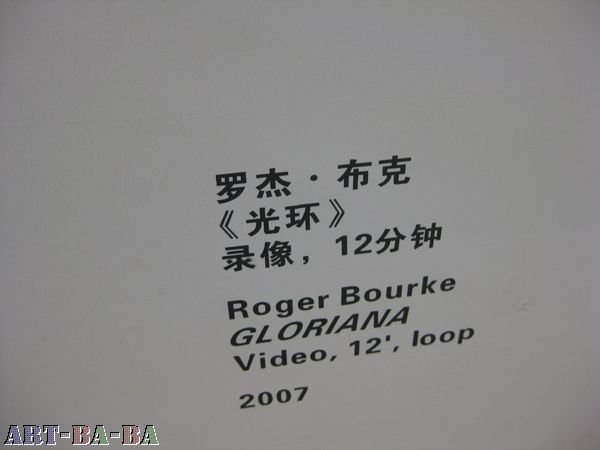 罗杰·布克
《光环》
录像，12分钟
Roger Bourke
GLORIANA
Video, 12', loop
2007
ART-BA-BA